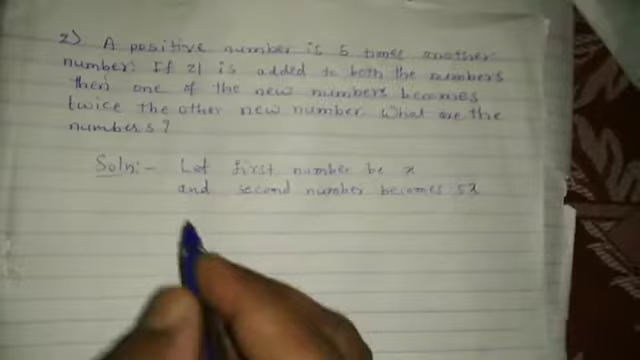 2) A positive number is 5 times another
number. If 21 is added to both the numbers
then one of the new numbers becomes
twice the other new number. What are the
numbers?
Soln:- Let first number be x
and second number becomes 5x